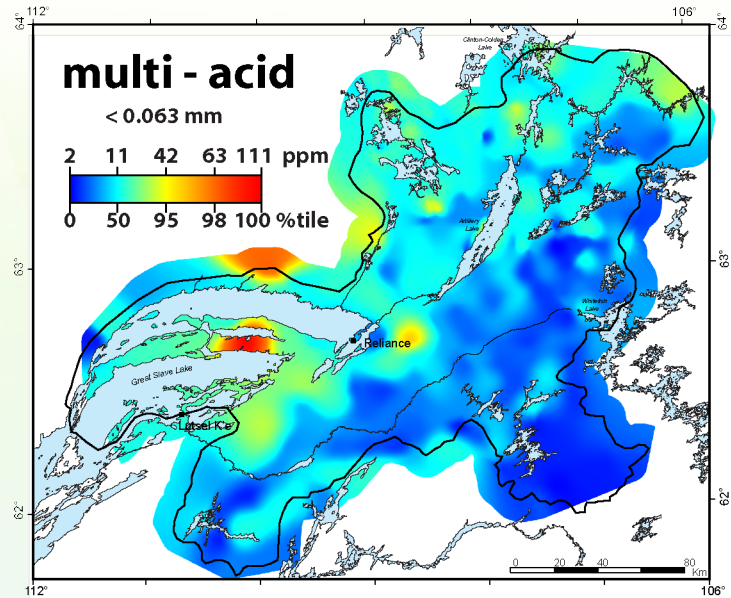 112°
106°
64°
64°
multi - acid
< 0.063 mm
2 11 42 63 111 ppm
0 50 95 98 100 %tile
Clinton-Colden
Lake
Artillery
Lake
63°
63°
Whitefish
Lake
Reliance
Great Slave Lake
Lutsel K'e
62°
62°
0 20 40 80
Km
112°
106°